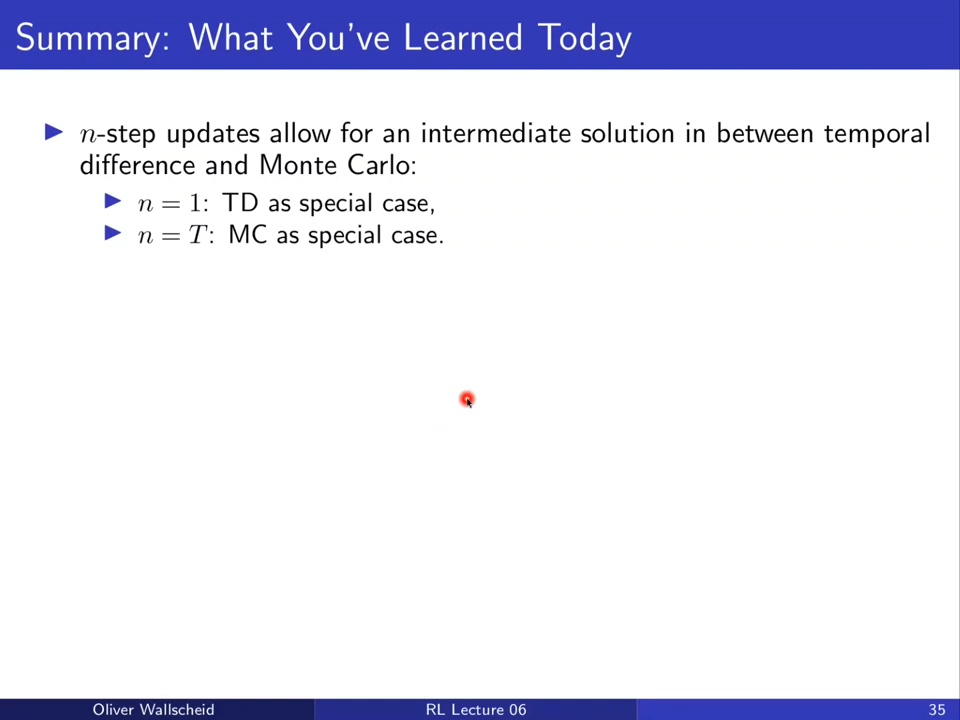 Summary: What You've Learned Today
▶ n-step updates allow for an intermediate solution in between temporal
difference and Monte Carlo:
▶ n = 1: TD as special case,
▶ n = T: MC as special case.
Oliver Wallscheid
RL Lecture 06
35